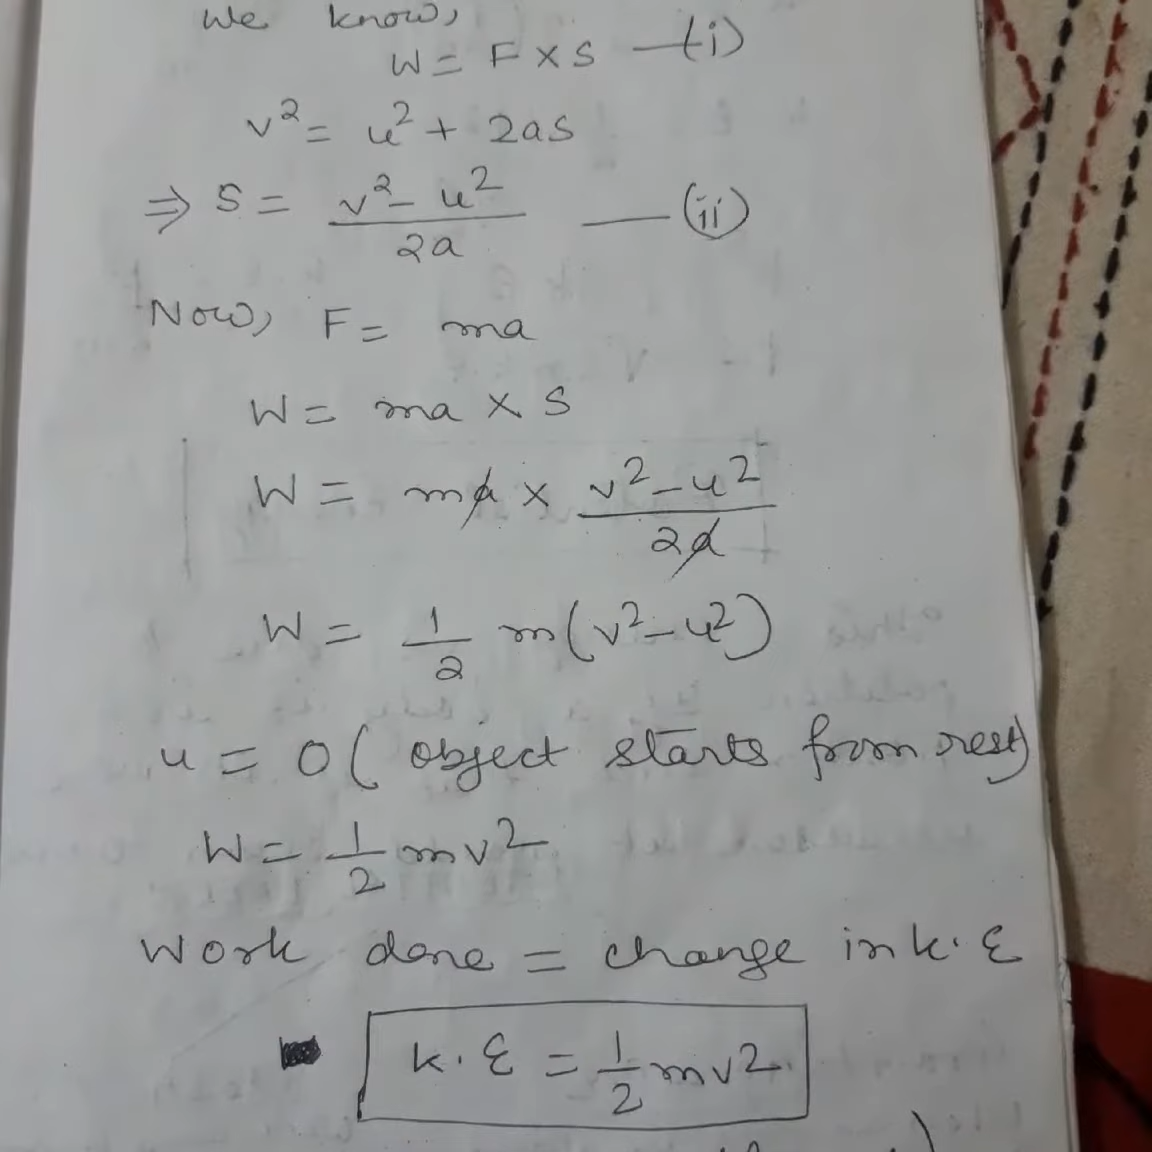 We know,
W = F × S —(i)
v² = u² + 2as
⇒ S = (v² - u²)/2a —(ii)
Now, F = ma
W = ma × S
W = ma × (v² - u²)/2a
W = 1/2 m(v² - u²)
u = 0 ( object starts from rest)
W = 1/2 mv²
Work done = change in k.E
k.E = 1/2 mv²